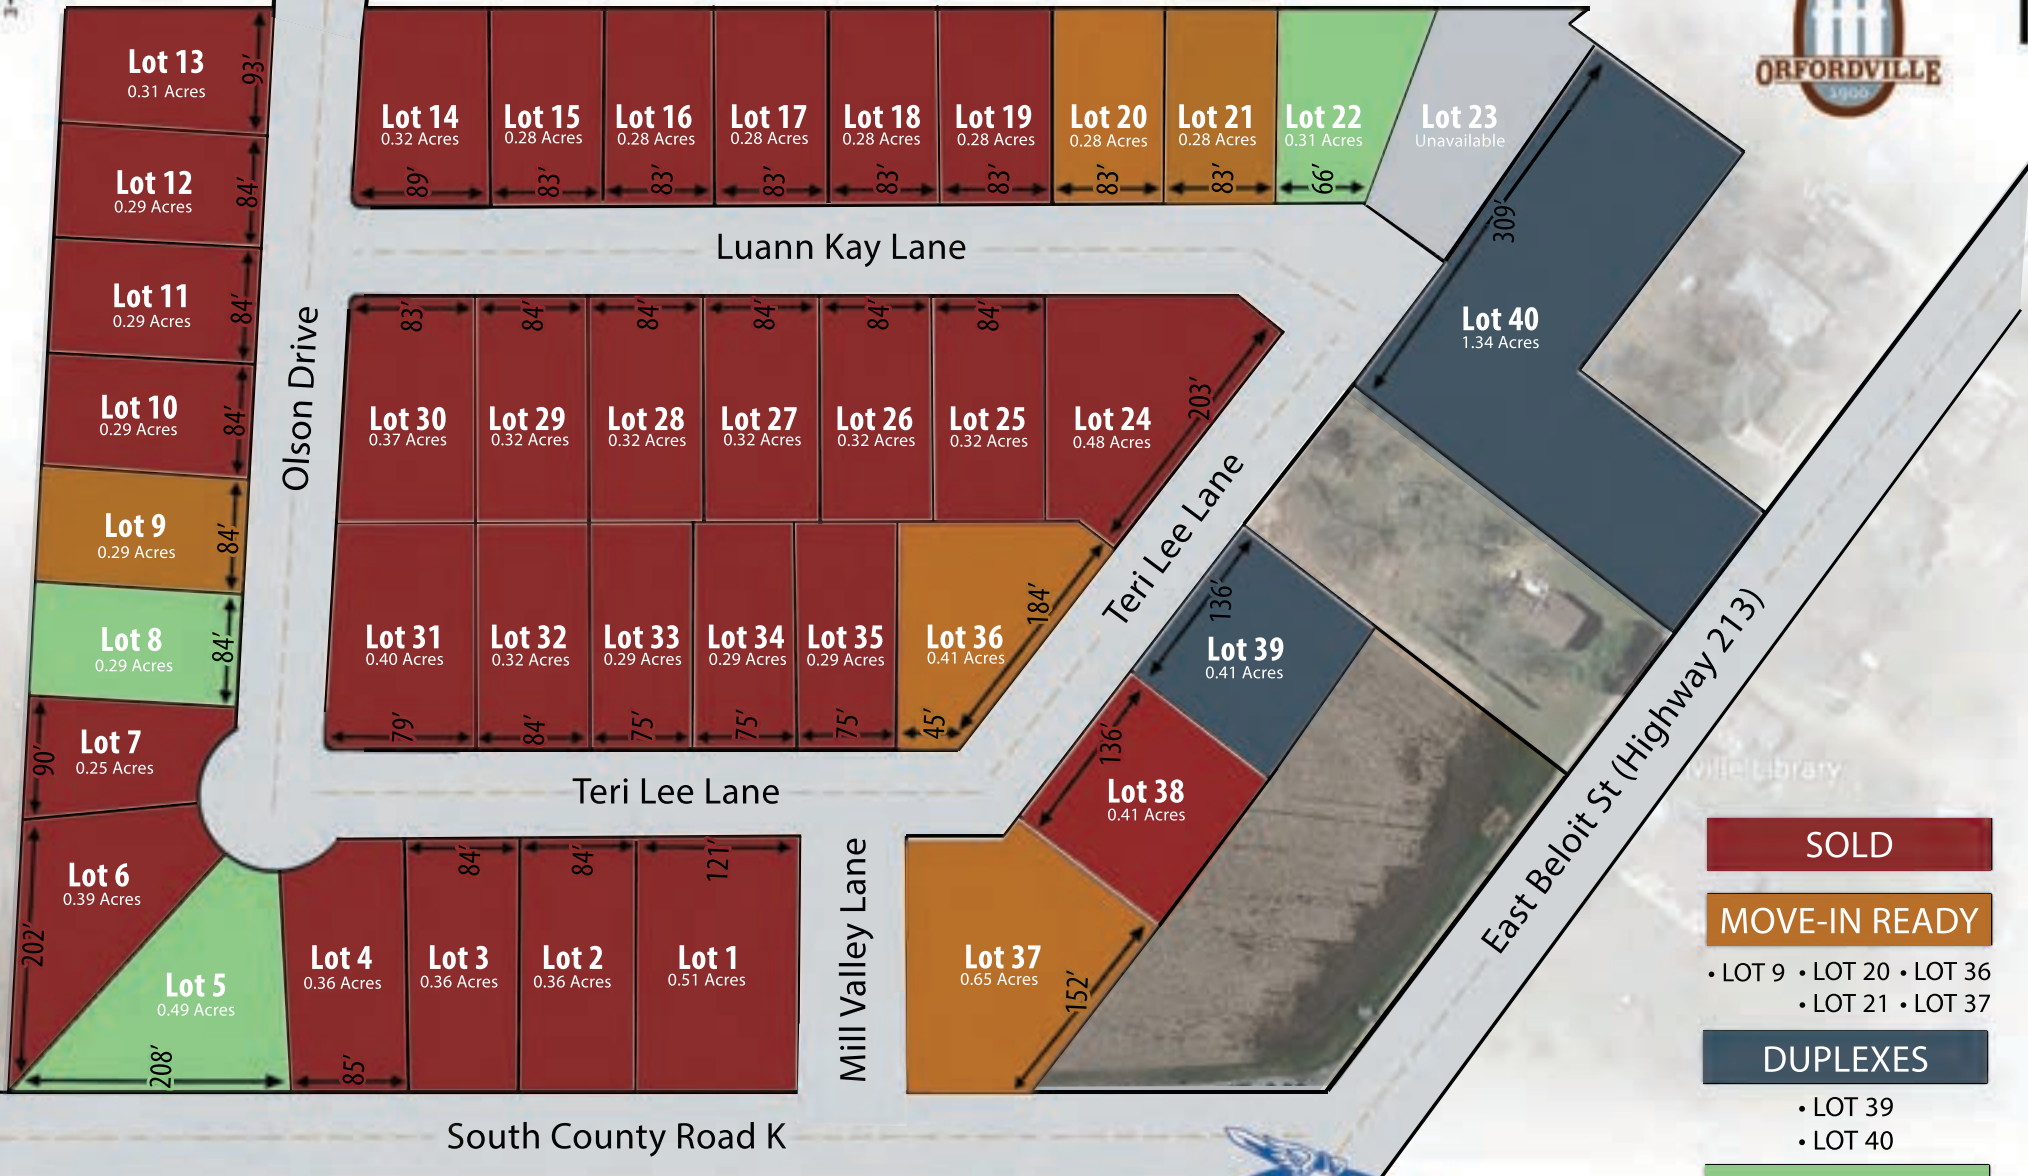 ORFORDVILLE
1900
Lot 13
0.31 Acres
93'
Lot 12
0.29 Acres
84'
Lot 11
0.29 Acres
84'
Lot 10
0.29 Acres
84'
Lot 9
0.29 Acres
84'
Lot 8
0.29 Acres
84'
Lot 7
0.25 Acres
90'
Lot 6
0.39 Acres
202'
Lot 5
0.49 Acres
208'
Olson Drive
Lot 14
0.32 Acres
89'
Lot 15
0.28 Acres
83'
Lot 16
0.28 Acres
83'
Lot 17
0.28 Acres
83'
Lot 18
0.28 Acres
83'
Lot 19
0.28 Acres
83'
Lot 20
0.28 Acres
83'
Lot 21
0.28 Acres
83'
Lot 22
0.31 Acres
66'
Lot 23
Unavailable
Luann Kay Lane
83'
Lot 30
0.37 Acres
84'
Lot 29
0.32 Acres
84'
Lot 28
0.32 Acres
84'
Lot 27
0.32 Acres
84'
Lot 26
0.32 Acres
84'
Lot 25
0.32 Acres
Lot 24
0.48 Acres
203'
309'
Lot 40
1.34 Acres
Lot 31
0.40 Acres
79'
Lot 32
0.32 Acres
84'
Lot 33
0.29 Acres
75'
Lot 34
0.29 Acres
75'
Lot 35
0.29 Acres
75'
Lot 36
0.41 Acres
184'
45'
Teri Lee Lane
136'
Lot 39
0.41 Acres
136'
Lot 38
0.41 Acres
Teri Lee Lane
Lot 4
0.36 Acres
85'
84'
Lot 3
0.36 Acres
84'
Lot 2
0.36 Acres
121'
Lot 1
0.51 Acres
Mill Valley Lane
Lot 37
0.65 Acres
152'
East Beloit St (Highway 213)
South County Road K
ville Library
SOLD
MOVE-IN READY
• LOT 9 • LOT 20 • LOT 36
• LOT 21 • LOT 37
DUPLEXES
• LOT 39
• LOT 40